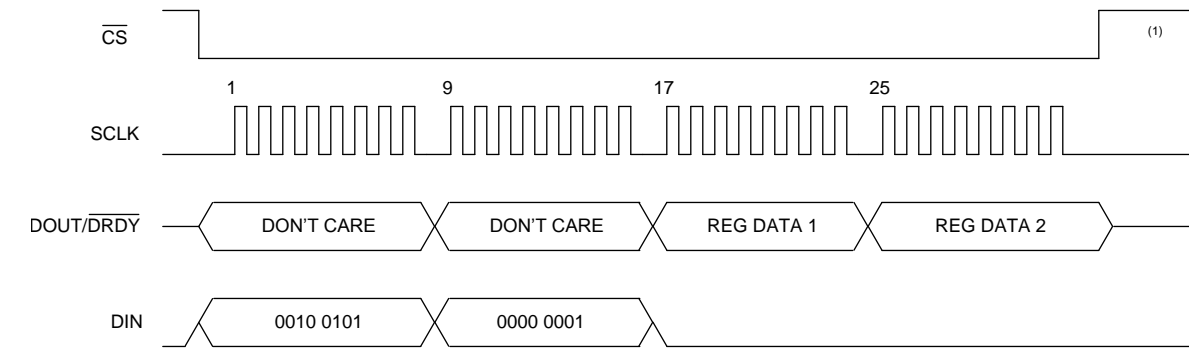 CS
(1)
1 9 17 25
SCLK
DOUT/DRDY DON'T CARE DON'T CARE REG DATA 1 REG DATA 2
DIN 0010 0101 0000 0001